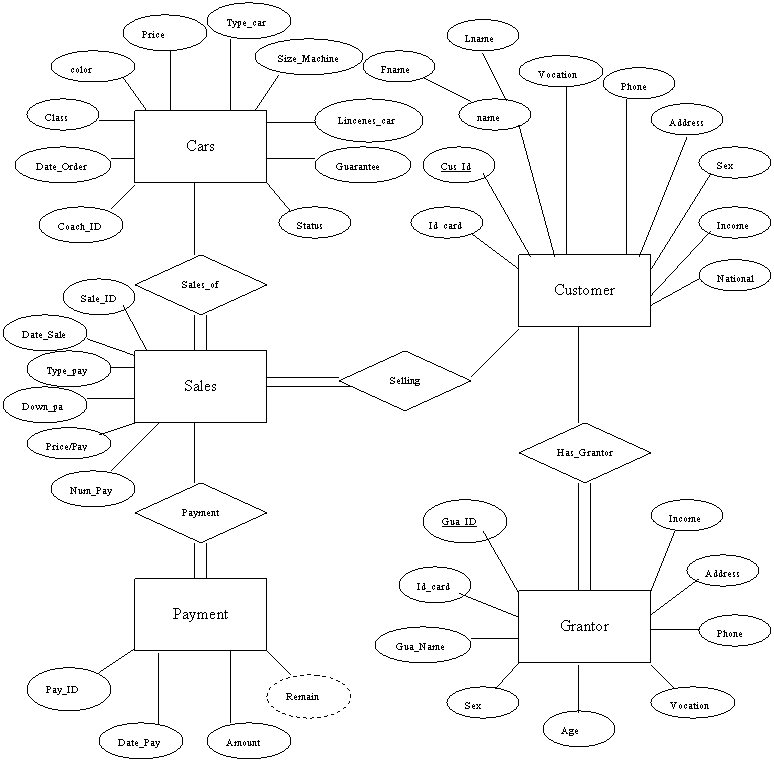 Type_car
Price
Lname
Size_Machine
Fname
color
Vocation
Phone
Class
Lincenes_car
name
Address
Cars
Date_Order
Guarantee
Cus_Id
Sex
Coach_ID
Status
Id_card
Income
National
Sales_of
Customer
Sale_ID
Date_Sale
Type_pay
Sales
Selling
Down_pa
Price/Pay
Has_Grantor
Num_Pay
Payment
Gua_ID
Income
Id_card
Address
Payment
Grantor
Phone
Gua_Name
Pay_ID
Remain
Sex
Vocation
Age
Date_Pay
Amount